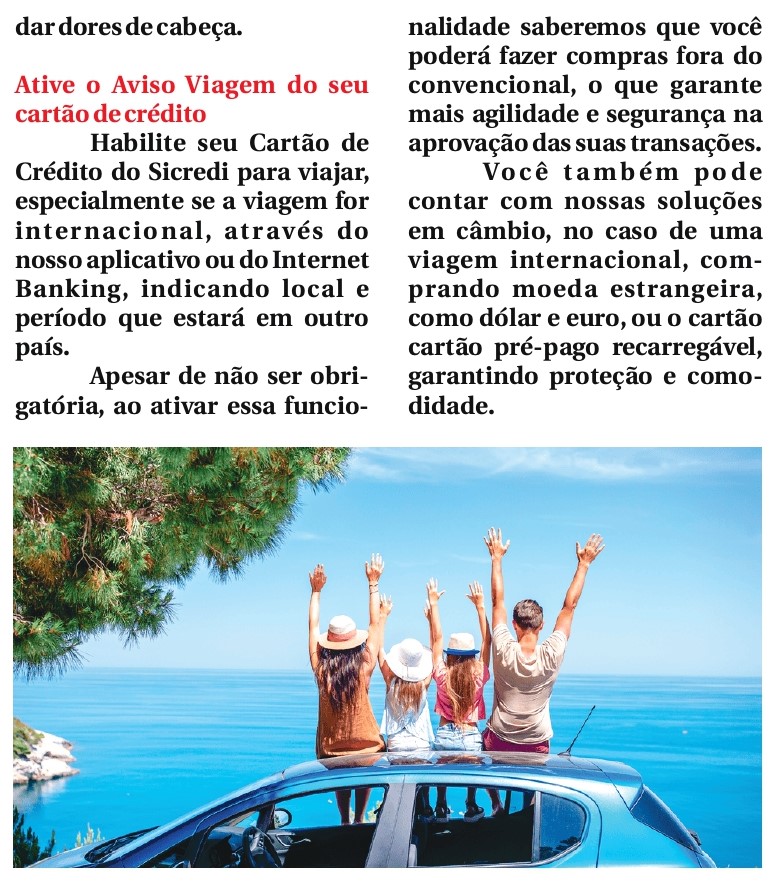 dar dores de cabeça.
Ative o Aviso Viagem do seu
cartão de crédito
Habilite seu Cartão de
Crédito do Sicredi para viajar,
especialmente se a viagem for
internacional, através do
nosso aplicativo ou do Internet
Banking, indicando local e
período que estará em outro
país.
Apesar de não ser obri-
gatória, ao ativar essa funcio-
nalidade saberemos que você
poderá fazer compras fora do
convencional, o que garante
mais agilidade e segurança na
aprovação das suas transações.
Você também pode
contar com nossas soluções
em câmbio, no caso de uma
viagem internacional, com-
prando moeda estrangeira,
como dólar e euro, ou o cartão
cartão pré-pago recarregável,
garantindo proteção e como-
didade.